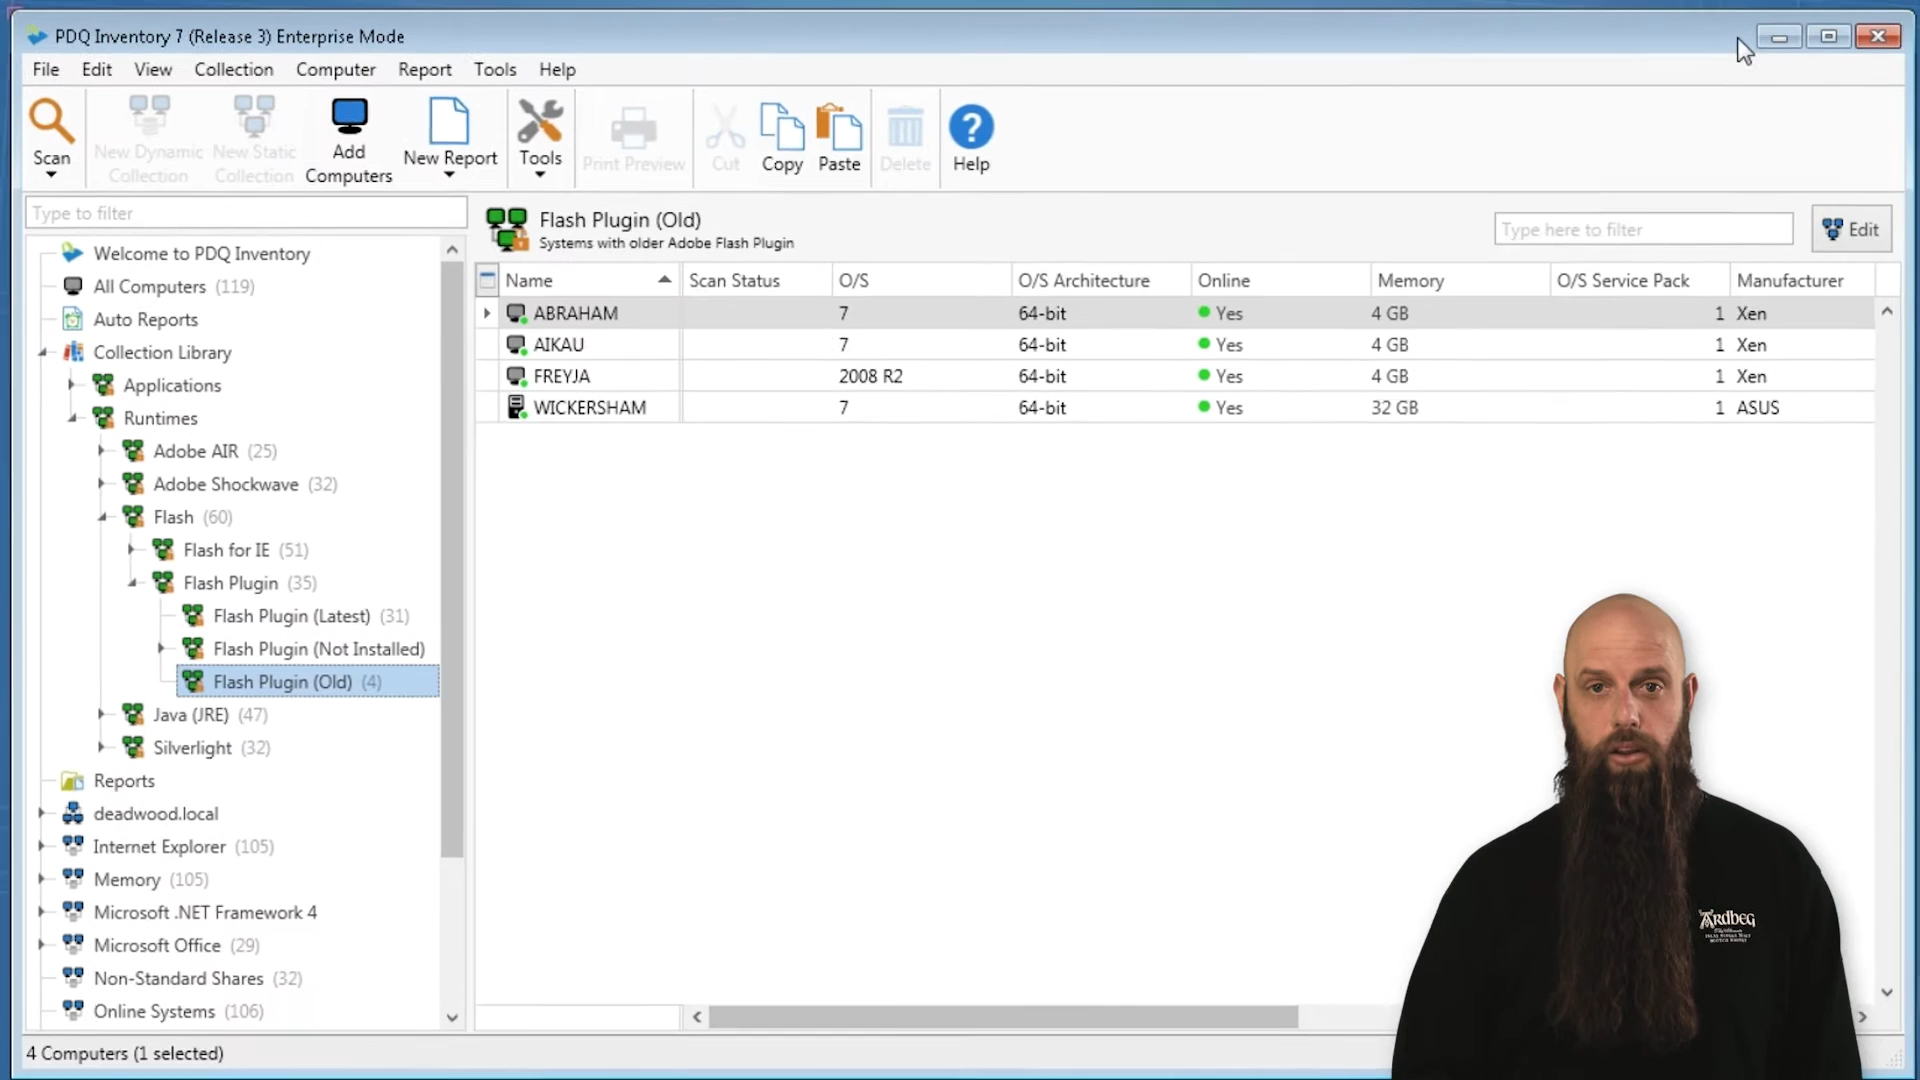 PDQ Inventory 7 (Release 3) Enterprise Mode
File Edit View Collection Computer Report Tools Help
Scan
New Dynamic Collection
New Static Collection
Add Computers
New Report
Tools
Print Preview
Cut
Copy
Paste
Delete
Help
Type to filter
Welcome to PDQ Inventory
All Computers (119)
Auto Reports
Collection Library
Applications
Runtimes
Adobe AIR (25)
Adobe Shockwave (32)
Flash (60)
Flash for IE (51)
Flash Plugin (35)
Flash Plugin (Latest) (31)
Flash Plugin (Not Installed)
Flash Plugin (Old) (4)
Java (JRE) (47)
Silverlight (32)
Reports
deadwood.local
Internet Explorer (105)
Memory (105)
Microsoft .NET Framework 4
Microsoft Office (29)
Non-Standard Shares (32)
Online Systems (106)
Flash Plugin (Old)
Systems with older Adobe Flash Plugin
Type here to filter
Edit
Name Scan Status O/S O/S Architecture Online Memory O/S Service Pack Manufacturer
ABRAHAM 7 64-bit Yes 4 GB 1 Xen
AIKAU 7 64-bit Yes 4 GB 1 Xen
FREYJA 2008 R2 64-bit Yes 4 GB 1 Xen
WICKERSHAM 7 64-bit Yes 32 GB 1 ASUS
Ardbeg
4 Computers (1 selected)